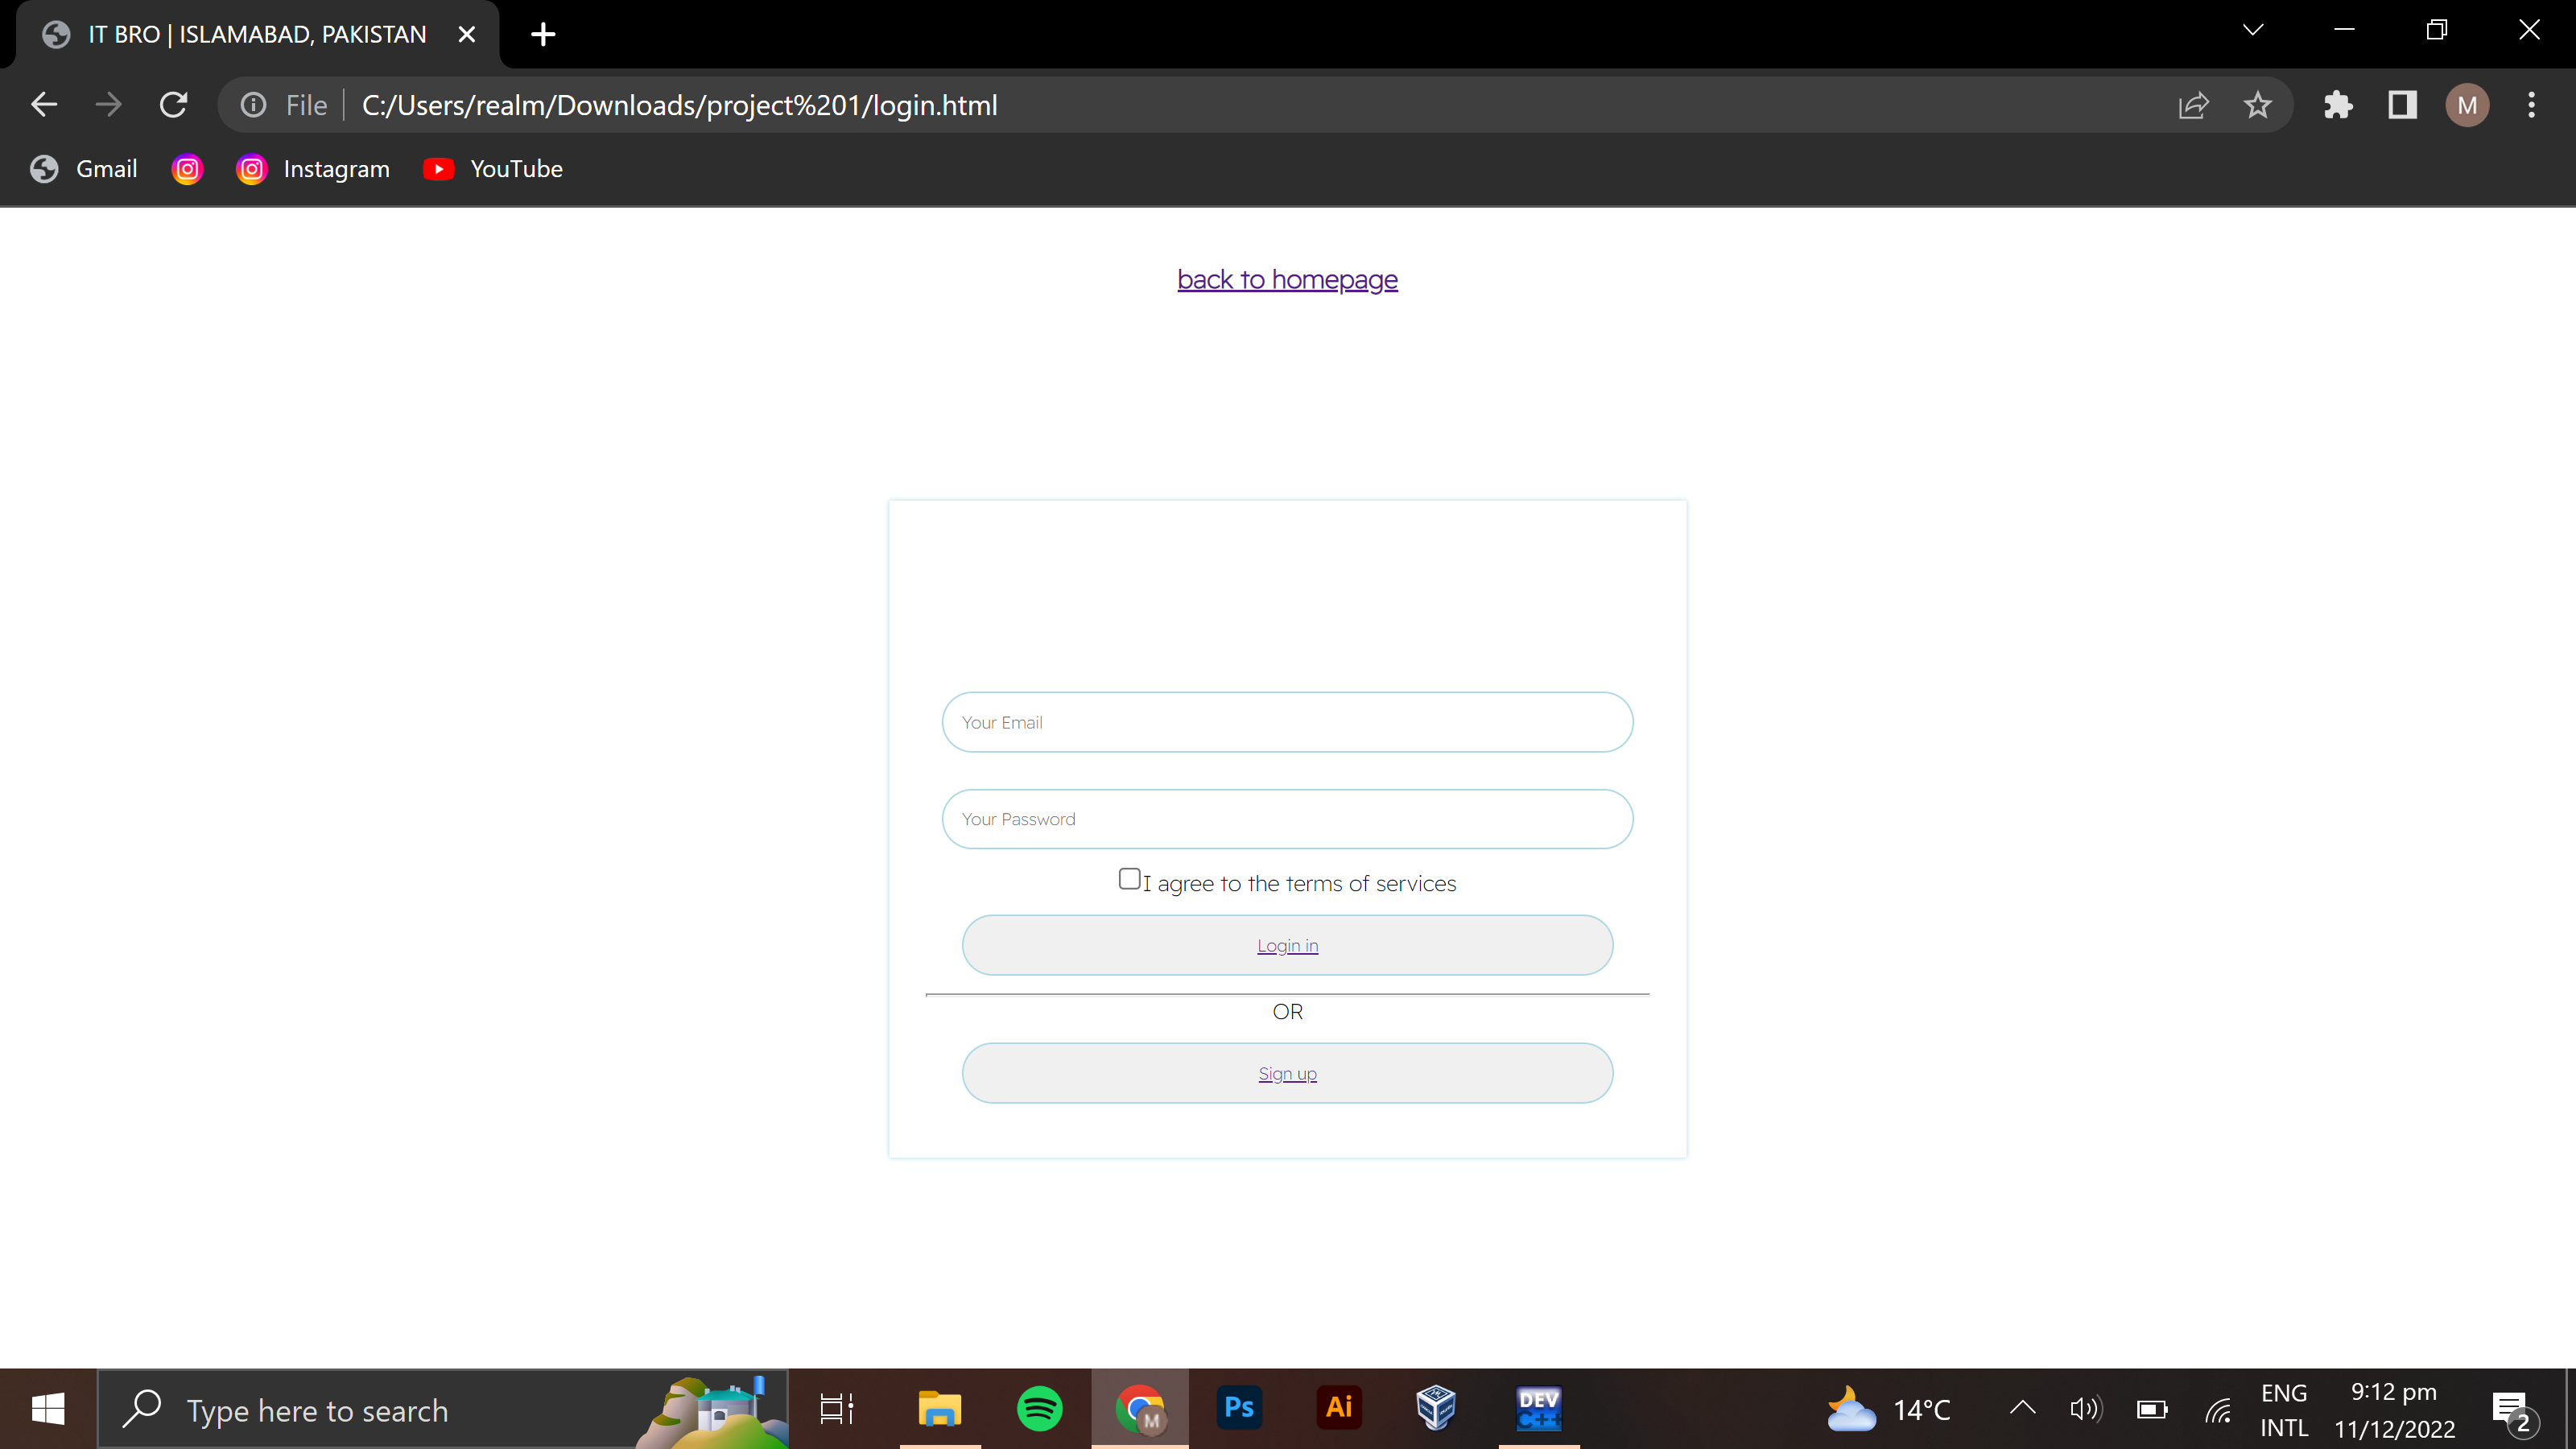 IT BRO | ISLAMABAD, PAKISTAN
File C:/Users/realm/Downloads/project%201/login.html
M
Gmail Instagram YouTube
back to homepage
Your Email
Your Password
I agree to the terms of services
Login in
OR
Sign up
Type here to search
M
Ps
Ai
DEV
C++
14°C
ENG
INTL
9:12 pm
11/12/2022
2